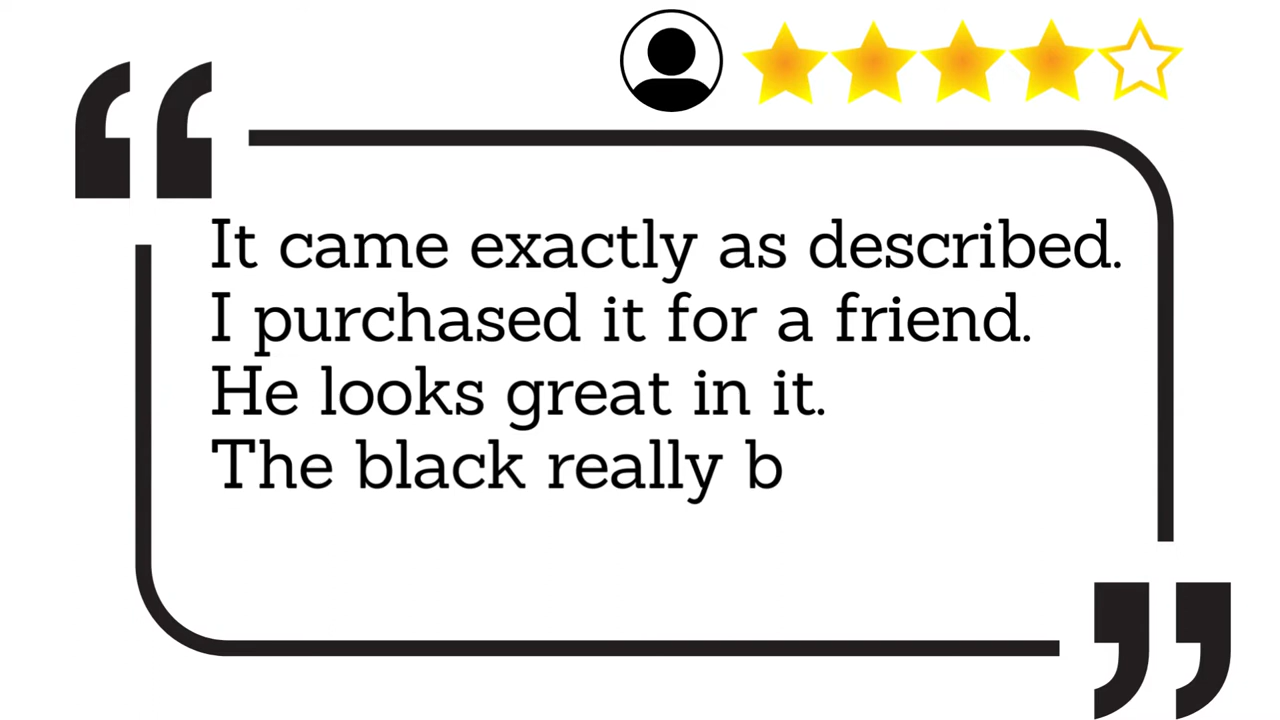 It came exactly as described.
I purchased it for a friend.
He looks great in it.
The black really b